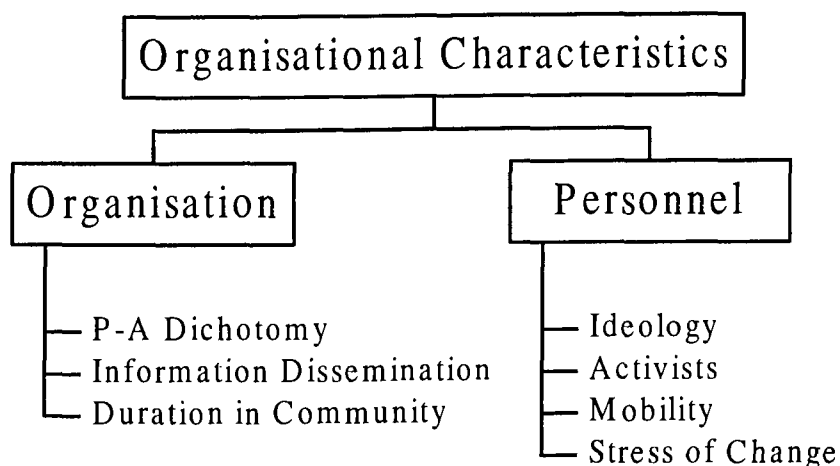 Organisational Characteristics
Organisation
P-A Dichotomy
Information Dissemination
Duration in Community
Personnel
Ideology
Activists
Mobility
Stress of Change